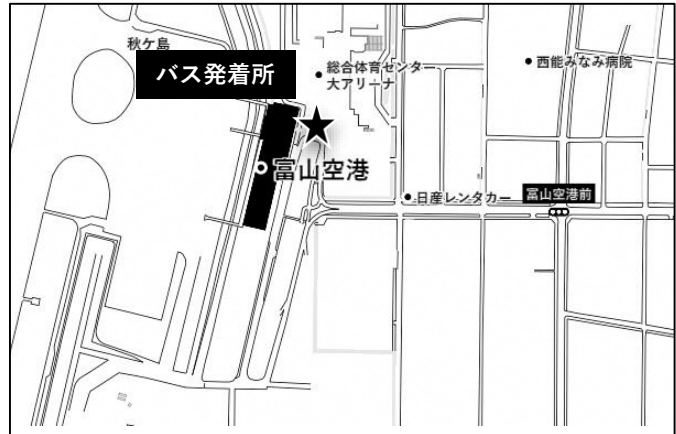 秋ケ島
バス発着所
総合体育センター
大アリーナ
西能みなみ病院
富山空港
日産レンタカー
富山空港前